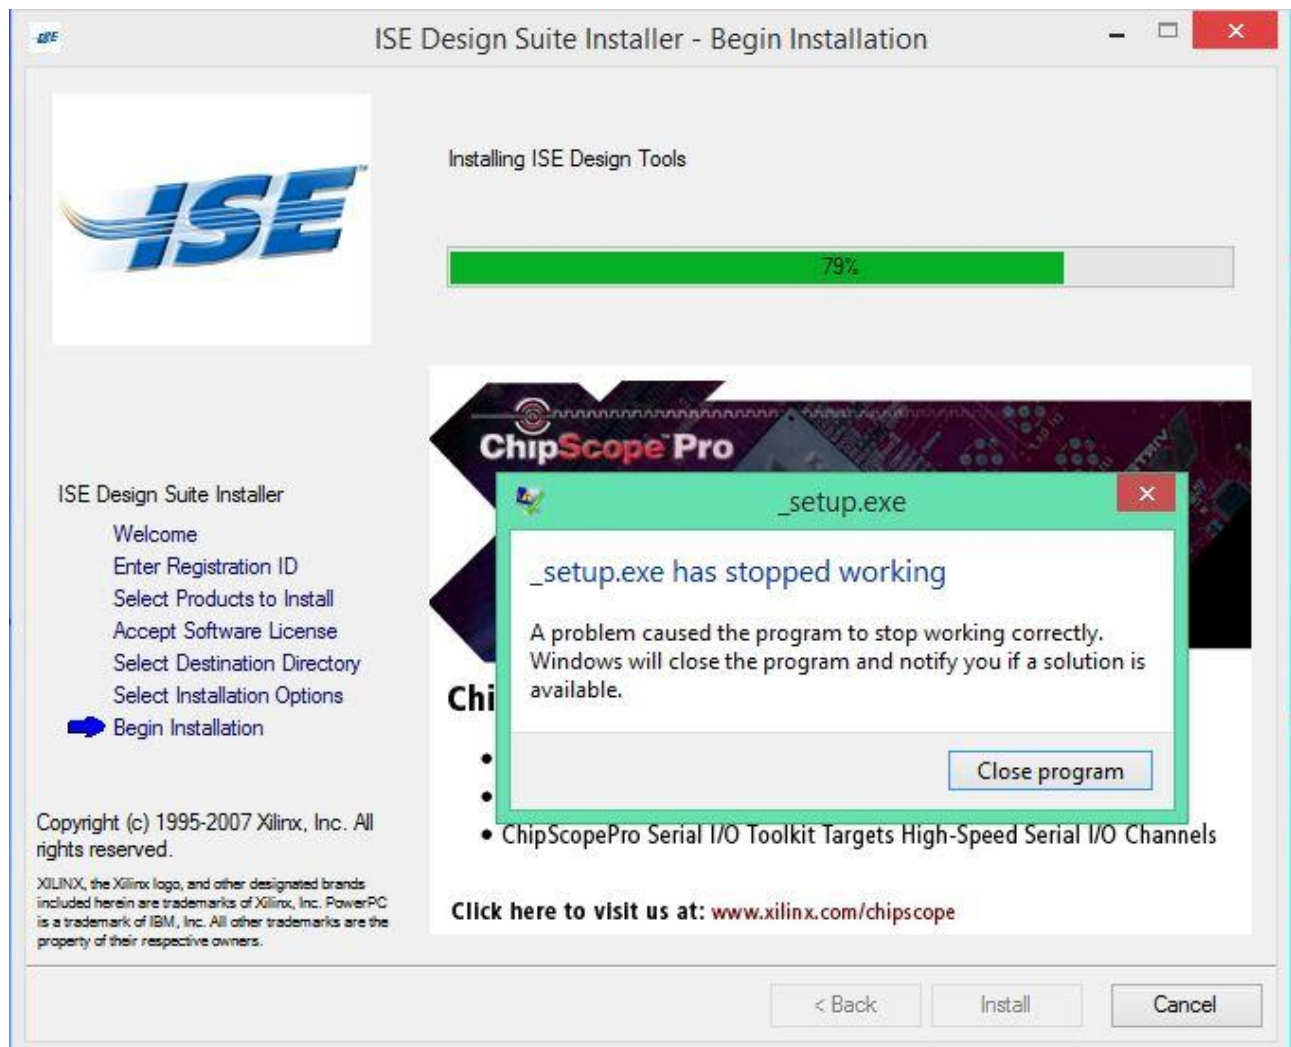 ISE
ISE Design Suite Installer - Begin Installation
ISE™
Installing ISE Design Tools
79%
ChipScope™ Pro
ISE Design Suite Installer
Welcome
Enter Registration ID
Select Products to Install
Accept Software License
Select Destination Directory
Select Installation Options
Begin Installation
Copyright (c) 1995-2007 Xilinx, Inc. All
rights reserved.
XILINX, the Xilinx logo, and other designated brands
included herein are trademarks of Xilinx, Inc. PowerPC
is a trademark of IBM, Inc. All other trademarks are the
property of their respective owners.
_setup.exe
_setup.exe has stopped working
A problem caused the program to stop working correctly.
Windows will close the program and notify you if a solution is
available.
Close program
Chi
• ChipScopePro Serial I/O Toolkit Targets High-Speed Serial I/O Channels
Click here to visit us at: www.xilinx.com/chipscope
< Back
Install
Cancel